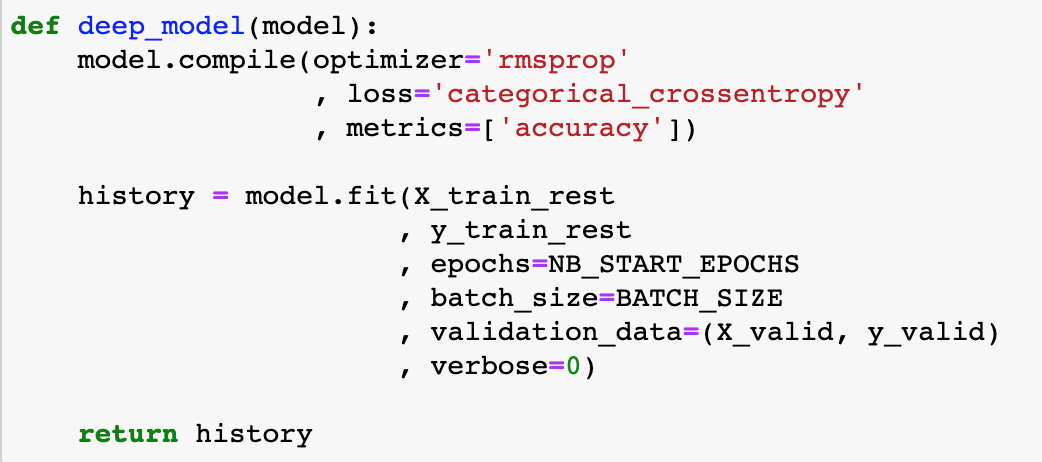 def deep_model(model):
    model.compile(optimizer='rmsprop'
                  , loss='categorical_crossentropy'
                  , metrics=['accuracy'])
    history = model.fit(X_train_rest
                       , y_train_rest
                       , epochs=NB_START_EPOCHS
                       , batch_size=BATCH_SIZE
                       , validation_data=(X_valid, y_valid)
                       , verbose=0)
    return history